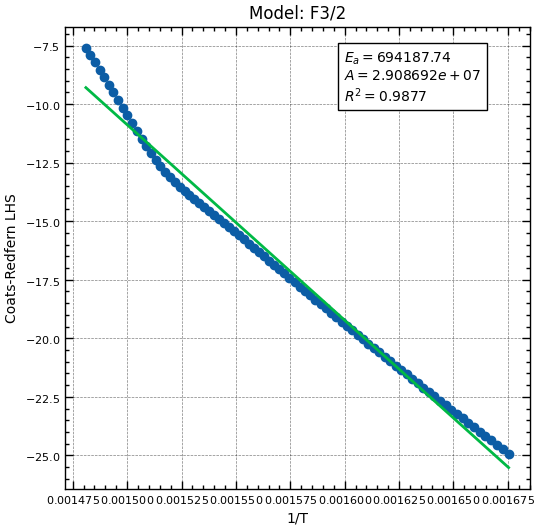 Model: F3/2
E_a = 694187.74
A = 2.908692e + 07
R² = 0.9877
Coats-Redfern LHS
−7.5
−10.0
−12.5
−15.0
−17.5
−20.0
−22.5
−25.0
0.001475 0.001500 0.001525 0.001550 0.001575 0.001600 0.001625 0.001650 0.001675
1/T